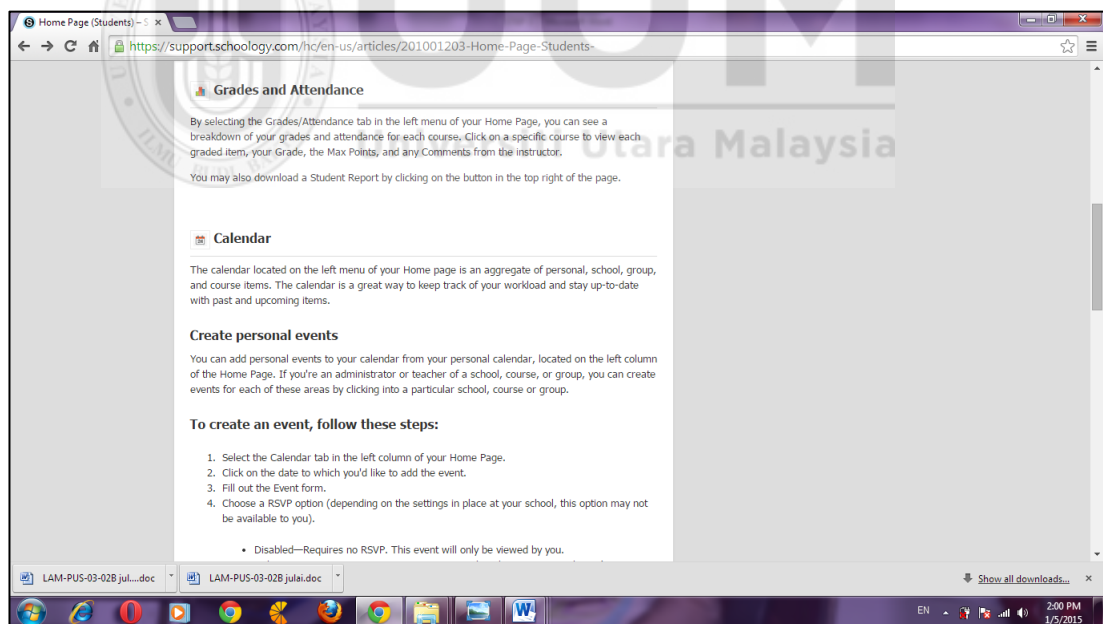 Home Page (Students) – S
https://support.schoology.com/hc/en-us/articles/201001203-Home-Page-Students-
UUM
Universiti Utara Malaysia
Grades and Attendance
By selecting the Grades/Attendance tab in the left menu of your Home Page, you can see a
breakdown of your grades and attendance for each course. Click on a specific course to view each
graded item, your Grade, the Max Points, and any Comments from the instructor.
You may also download a Student Report by clicking on the button in the top right of the page.
Calendar
The calendar located on the left menu of your Home page is an aggregate of personal, school, group,
and course items. The calendar is a great way to keep track of your workload and stay up-to-date
with past and upcoming items.
Create personal events
You can add personal events to your calendar from your personal calendar, located on the left column
of the Home Page. If you're an administrator or teacher of a school, course, or group, you can create
events for each of these areas by clicking into a particular school, course or group.
To create an event, follow these steps:
1. Select the Calendar tab in the left column of your Home Page.
2. Click on the date to which you'd like to add the event.
3. Fill out the Event form.
4. Choose a RSVP option (depending on the settings in place at your school, this option may not
be available to you).
• Disabled—Requires no RSVP. This event will only be viewed by you.
LAM-PUS-03-02B jul....doc
LAM-PUS-03-02B julai.doc
Show all downloads...
EN
2:00 PM
1/5/2015